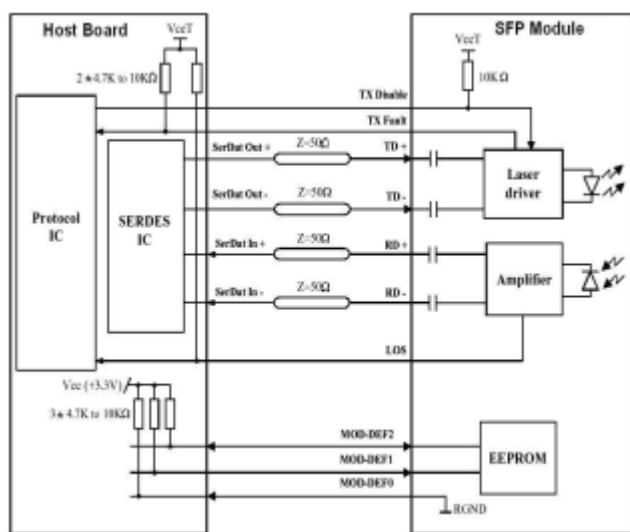 Host Board
SFP Module
VccT
VccT
2★4.7K to 10KΩ
10KΩ
TX Disable
TX Fault
Protocol
IC
SERDES
IC
SerDat Out +
Z=50Ω
TD +
SerDat Out -
Z=50Ω
TD -
Laser
driver
SerDat In +
Z=50Ω
RD +
SerDat In -
Z=50Ω
RD -
Amplifier
LOS
Vcc (+3.3V)
3★4.7K to 10KΩ
MOD-DEF2
MOD-DEF1
MOD-DEF0
EEPROM
RGND